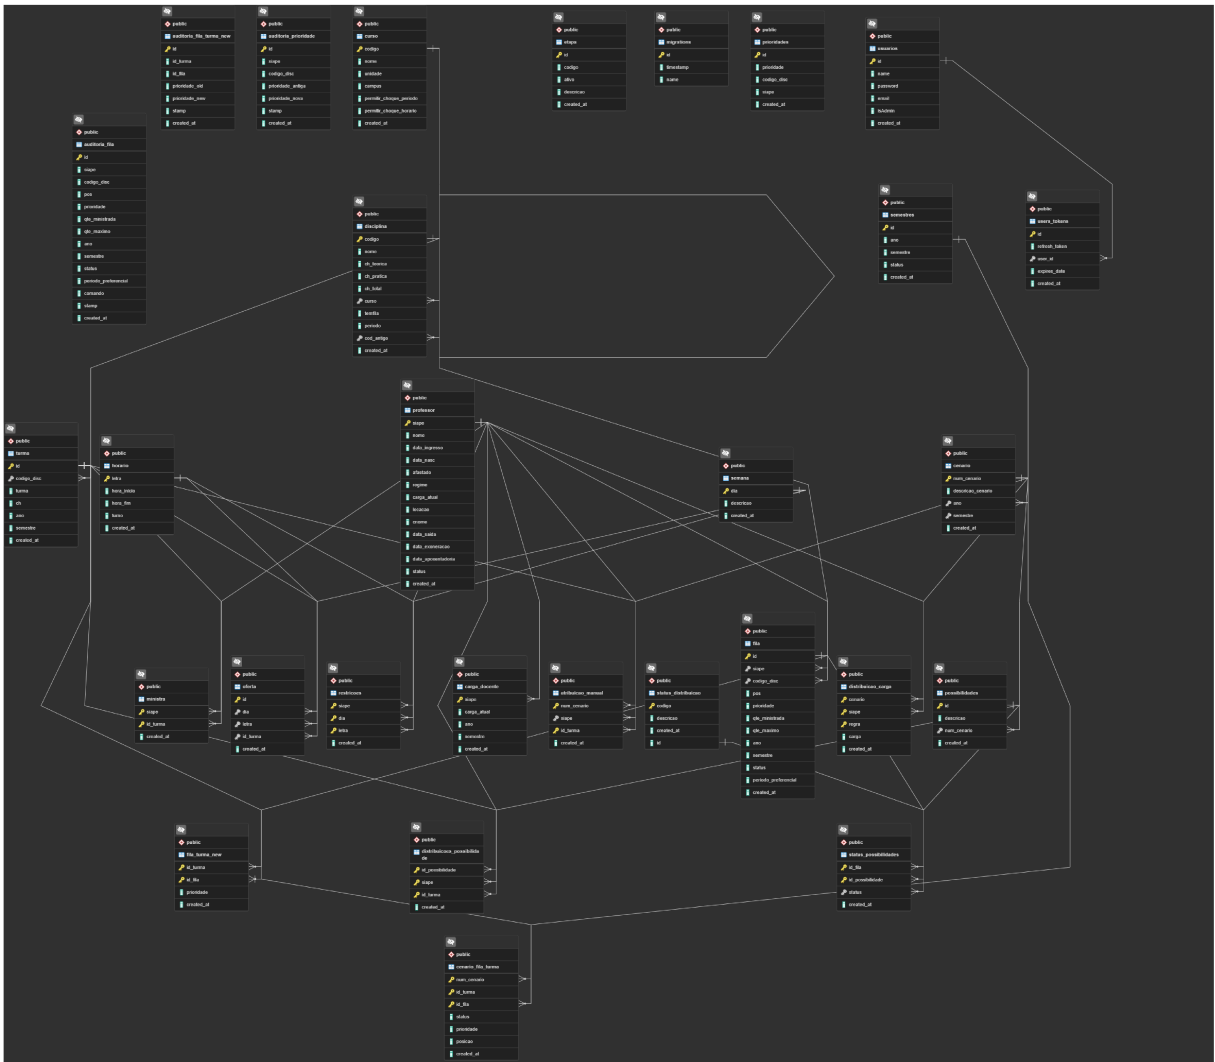 public
auditoria_fila_turma_new
id
id_turma
id_fila
prioridade_old
prioridade_new
stamp
created_at
public
auditoria_prioridade
id
siape
codigo_disc
prioridade_antiga
prioridade_nova
stamp
created_at
public
curso
codigo
nome
unidade
campus
permitir_choque_periodo
permitir_choque_horario
created_at
public
etapa
id
codigo
ativo
descricao
created_at
public
migrations
id
timestamp
name
public
prioridades
id
prioridade
codigo_disc
siape
created_at
public
usuarios
id
name
password
email
isAdmin
created_at
public
auditoria_fila
id
siape
codigo_disc
pos
prioridade
qte_ministrada
qte_maximo
ano
semestre
status
periodo_preferencial
comando
stamp
created_at
public
disciplina
codigo
nome
ch_teorica
ch_pratica
ch_total
curso
temfila
periodo
cod_antigo
created_at
public
semestres
id
ano
semestre
status
created_at
public
users_tokens
id
refresh_token
user_id
expires_date
created_at
public
turma
id
codigo_disc
turma
ch
ano
semestre
created_at
public
horario
letra
hora_inicio
hora_fim
turno
created_at
public
professor
siape
nome
data_ingresso
data_nasc
afastado
regime
carga_atual
locacao
cnome
data_saida
data_exoneracao
data_aposentadoria
status
created_at
public
semana
dia
descricao
created_at
public
cenario
num_cenario
descricao_cenario
ano
semestre
created_at
public
ministra
siape
id_turma
created_at
public
oferta
id
dia
letra
id_turma
created_at
public
restricoes
siape
dia
letra
created_at
public
carga_docente
siape
carga_atual
ano
semestre
created_at
public
atribuicao_manual
num_cenario
siape
id_turma
created_at
public
status_distribuicao
codigo
descricao
created_at
id
public
fila
id
siape
codigo_disc
pos
prioridade
qte_ministrada
qte_maximo
ano
semestre
status
periodo_preferencial
created_at
public
distribuicao_carga
cenario
siape
regra
carga
created_at
public
possibilidades
id
descricao
num_cenario
created_at
public
fila_turma_new
id_turma
id_fila
prioridade
created_at
public
distribuicoes_possibilida
de
id_possibilidade
siape
id_turma
created_at
public
status_possibilidades
id_fila
id_possibilidade
status
created_at
public
cenario_fila_turma
num_cenario
id_turma
id_fila
status
prioridade
posicao
created_at